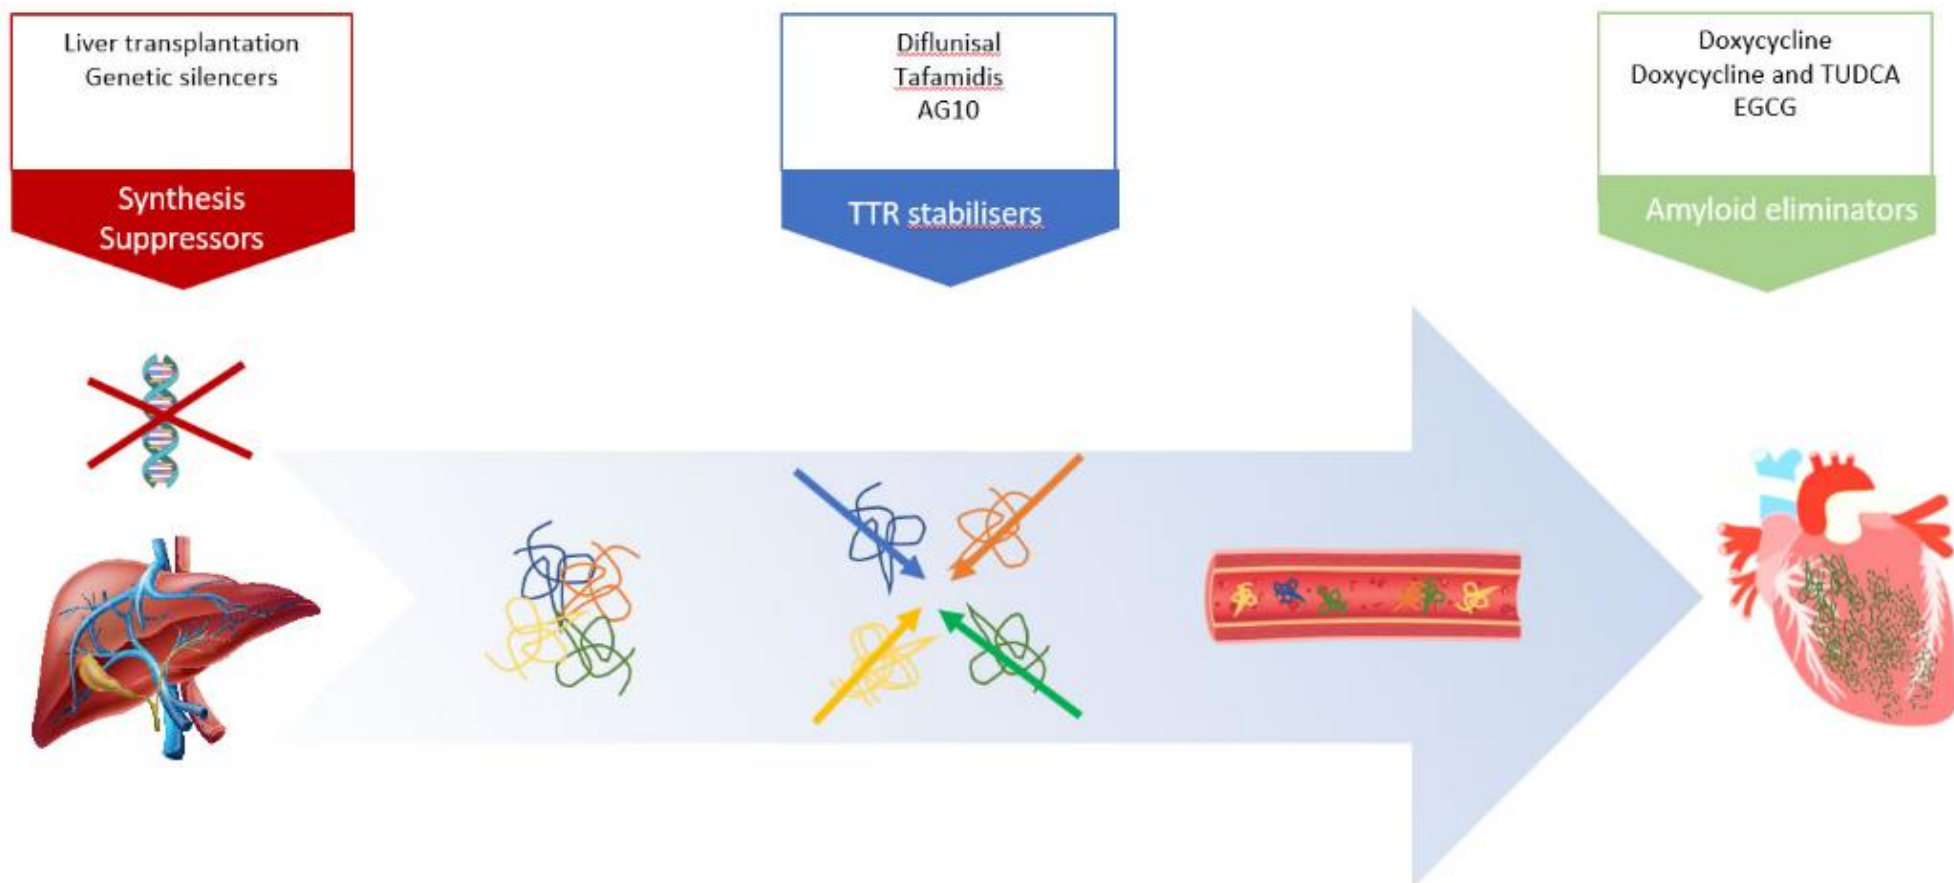 Liver transplantation
Genetic silencers
Synthesis
Suppressors
Diflunisal
Tafamidis
AG10
TTR stabilisers
Doxycycline
Doxycycline and TUDCA
EGCG
Amyloid eliminators